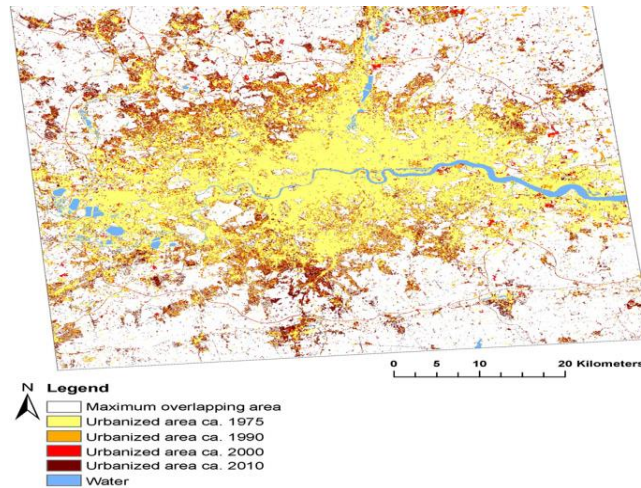 0 5 10 20 Kilometers
N
Legend
Maximum overlapping area
Urbanized area ca. 1975
Urbanized area ca. 1990
Urbanized area ca. 2000
Urbanized area ca. 2010
Water